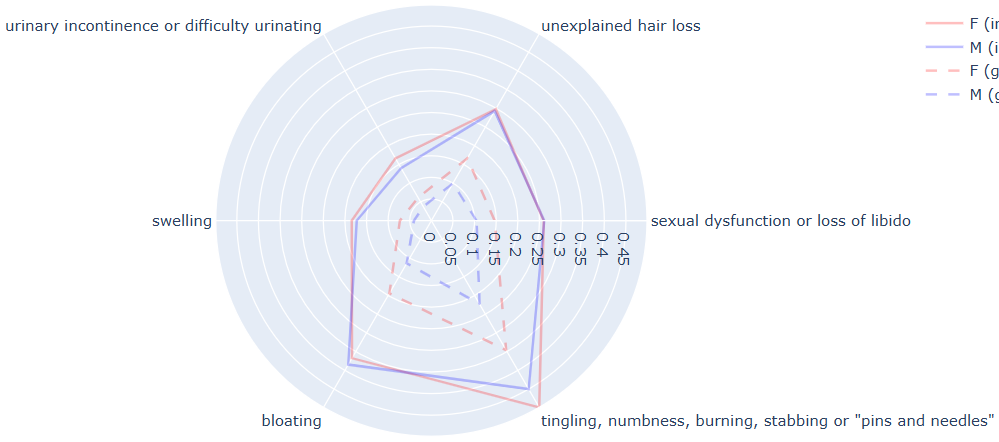 urinary incontinence or difficulty urinating
unexplained hair loss
F (in
M (i
F (g
M (g
swelling
sexual dysfunction or loss of libido
0
0.05
0.1
0.15
0.2
0.25
0.3
0.35
0.4
0.45
bloating
tingling, numbness, burning, stabbing or "pins and needles"